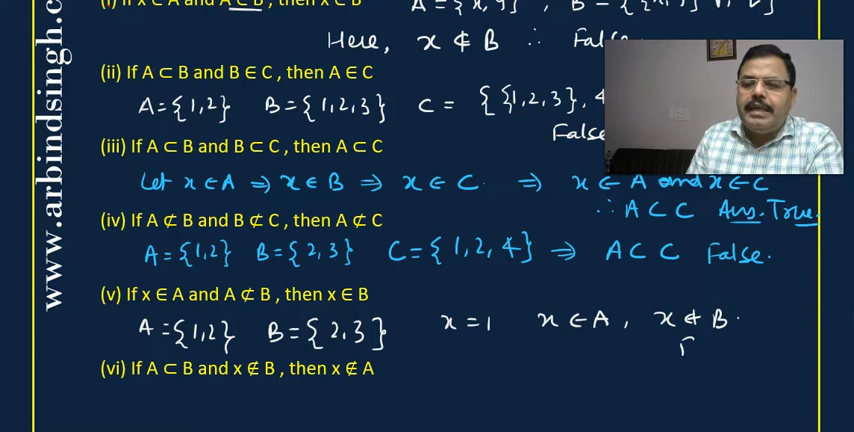 www.arbindsingh.c
(i) If x ∈ A and A ∈ B, then x ∈ B
Here, x ∉ B ∴ False
(ii) If A ⊂ B and B ∈ C , then A ∈ C
A = {1,2} B = {1,2,3} C = {{1,2,3}, 4
False
(iii) If A ⊂ B and B ⊂ C , then A ⊂ C
Let x ∈ A ⇒ x ∈ B ⇒ x ∈ C. ⇒ x ∈ A and x ∈ C
∴ A ⊂ C Ans. True.
(iv) If A ⊄ B and B ⊄ C , then A ⊄ C
A = {1,2} B = {2,3} C = {1,2,4} ⇒ A ⊂ C False.
(v) If x ∈ A and A ⊄ B , then x ∈ B
A = {1,2} B = {2,3} x = 1 x ∈ A , x ∉ B.
(vi) If A ⊂ B and x ∉ B , then x ∉ A